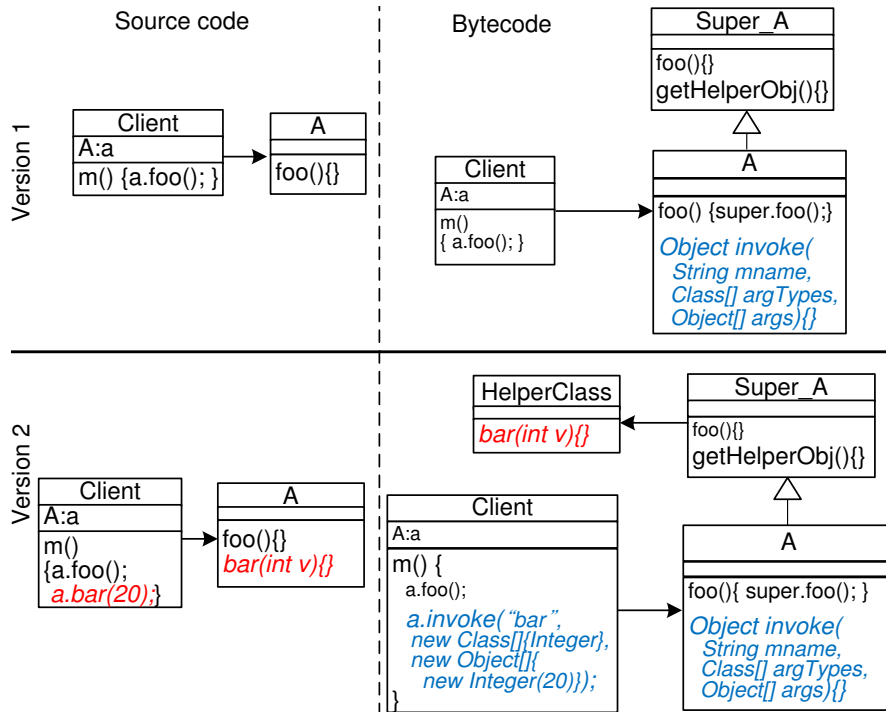 Source code
Bytecode
Version 1
Client
A:a
m() {a.foo(); }
A
foo(){}
Super_A
foo(){}
getHelperObj(){}
Client
A:a
m()
{ a.foo(); }
A
foo() {super.foo();}
Object invoke(
String mname,
Class[] argTypes,
Object[] args){}
Version 2
Client
A:a
m()
{a.foo();
a.bar(20);}
A
foo(){}
bar(int v){}
HelperClass
bar(int v){}
Super_A
foo(){}
getHelperObj(){}
Client
A:a
m() {
a.foo();
a.invoke(“bar”,
new Class[]{Integer},
new Object[]{
new Integer(20)});
}
A
foo(){ super.foo(); }
Object invoke(
String mname,
Class[] argTypes,
Object[] args){}